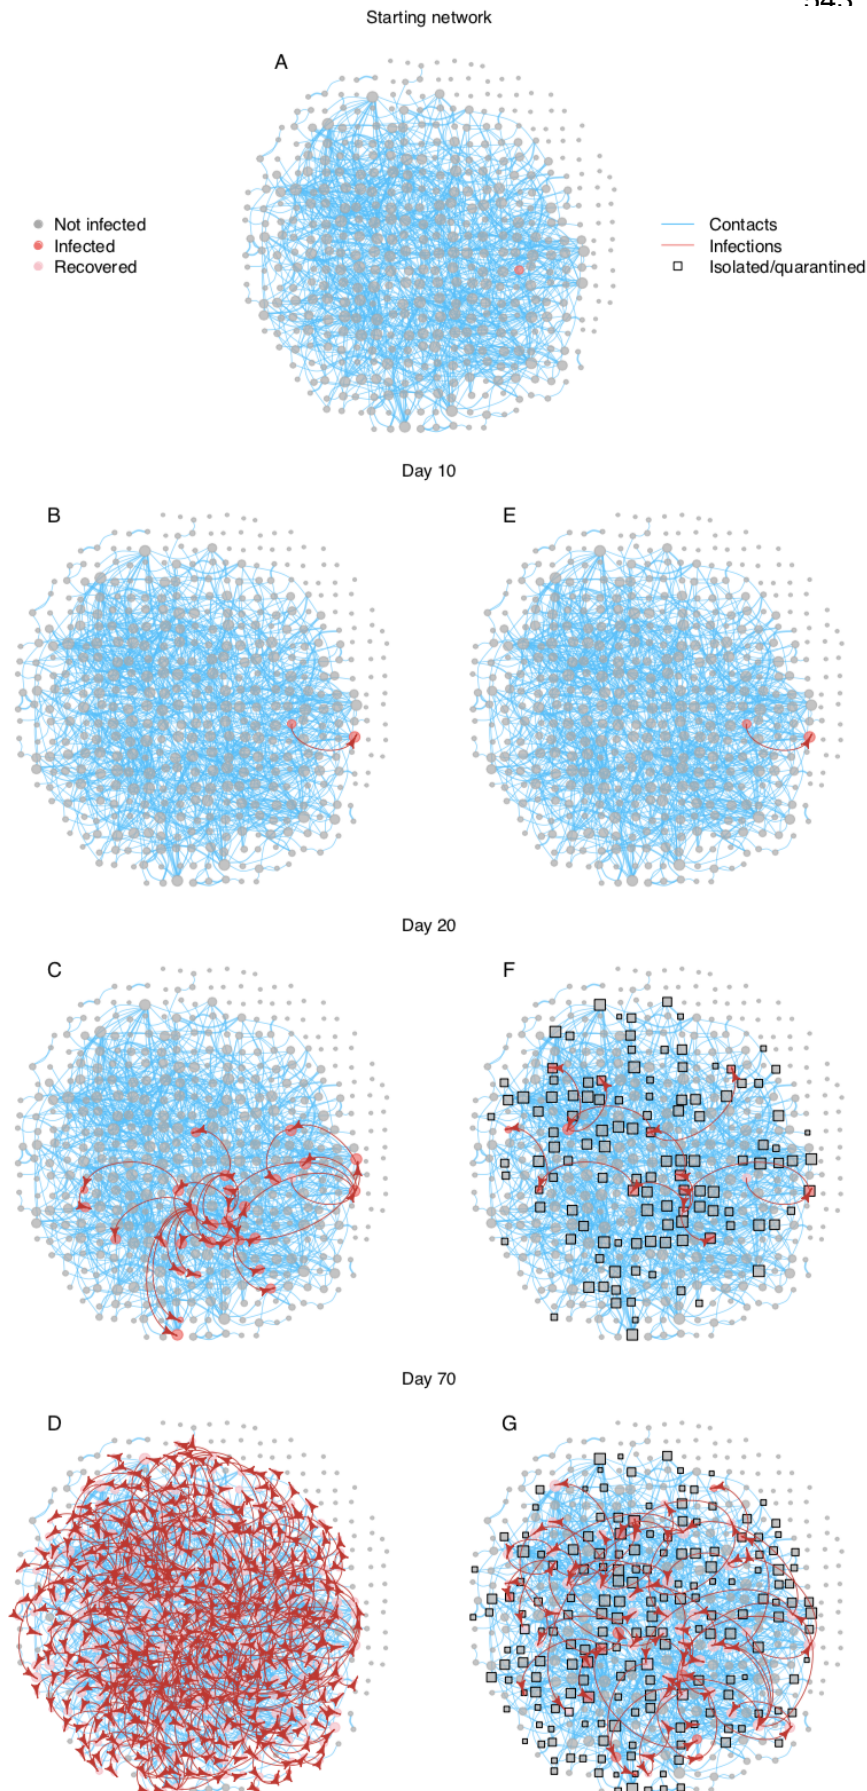 Starting network
A
Not infected
Infected
Recovered
Contacts
Infections
Isolated/quarantined
Day 10
B
E
Day 20
C
F
Day 70
D
G